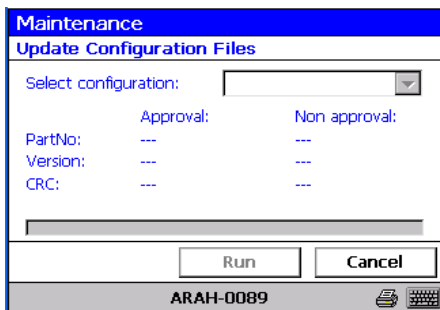 Maintenance
Update Configuration Files
Select configuration:
Approval: Non approval:
PartNo: --- ---
Version: --- ---
CRC: --- ---
Run Cancel
ARAH-0089